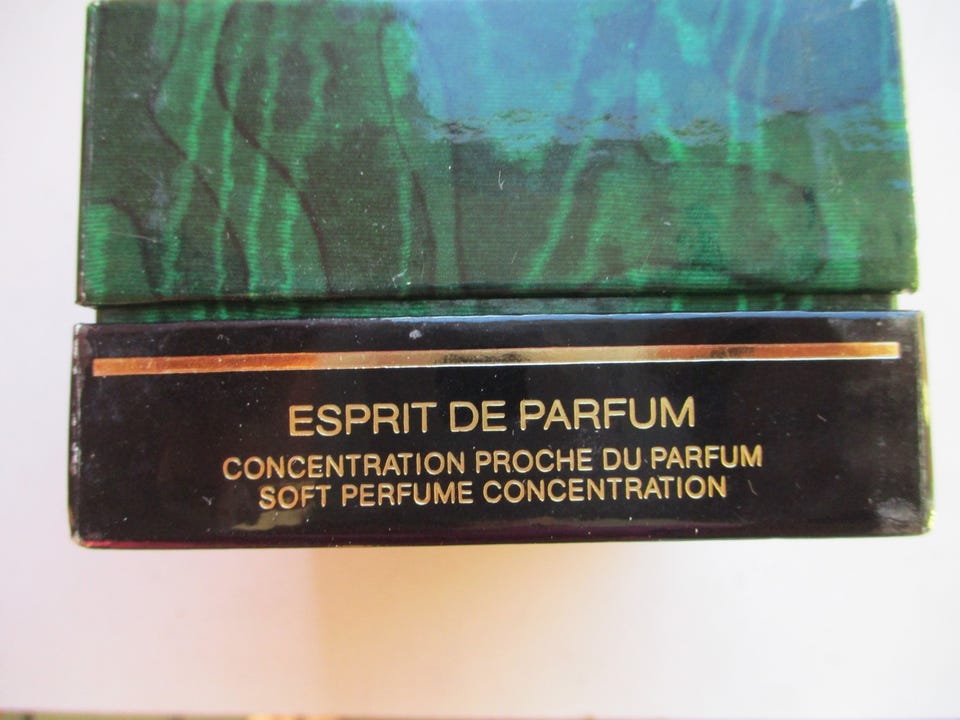 ESPRIT DE PARFUM
CONCENTRATION PROCHE DU PARFUM
SOFT PERFUME CONCENTRATION